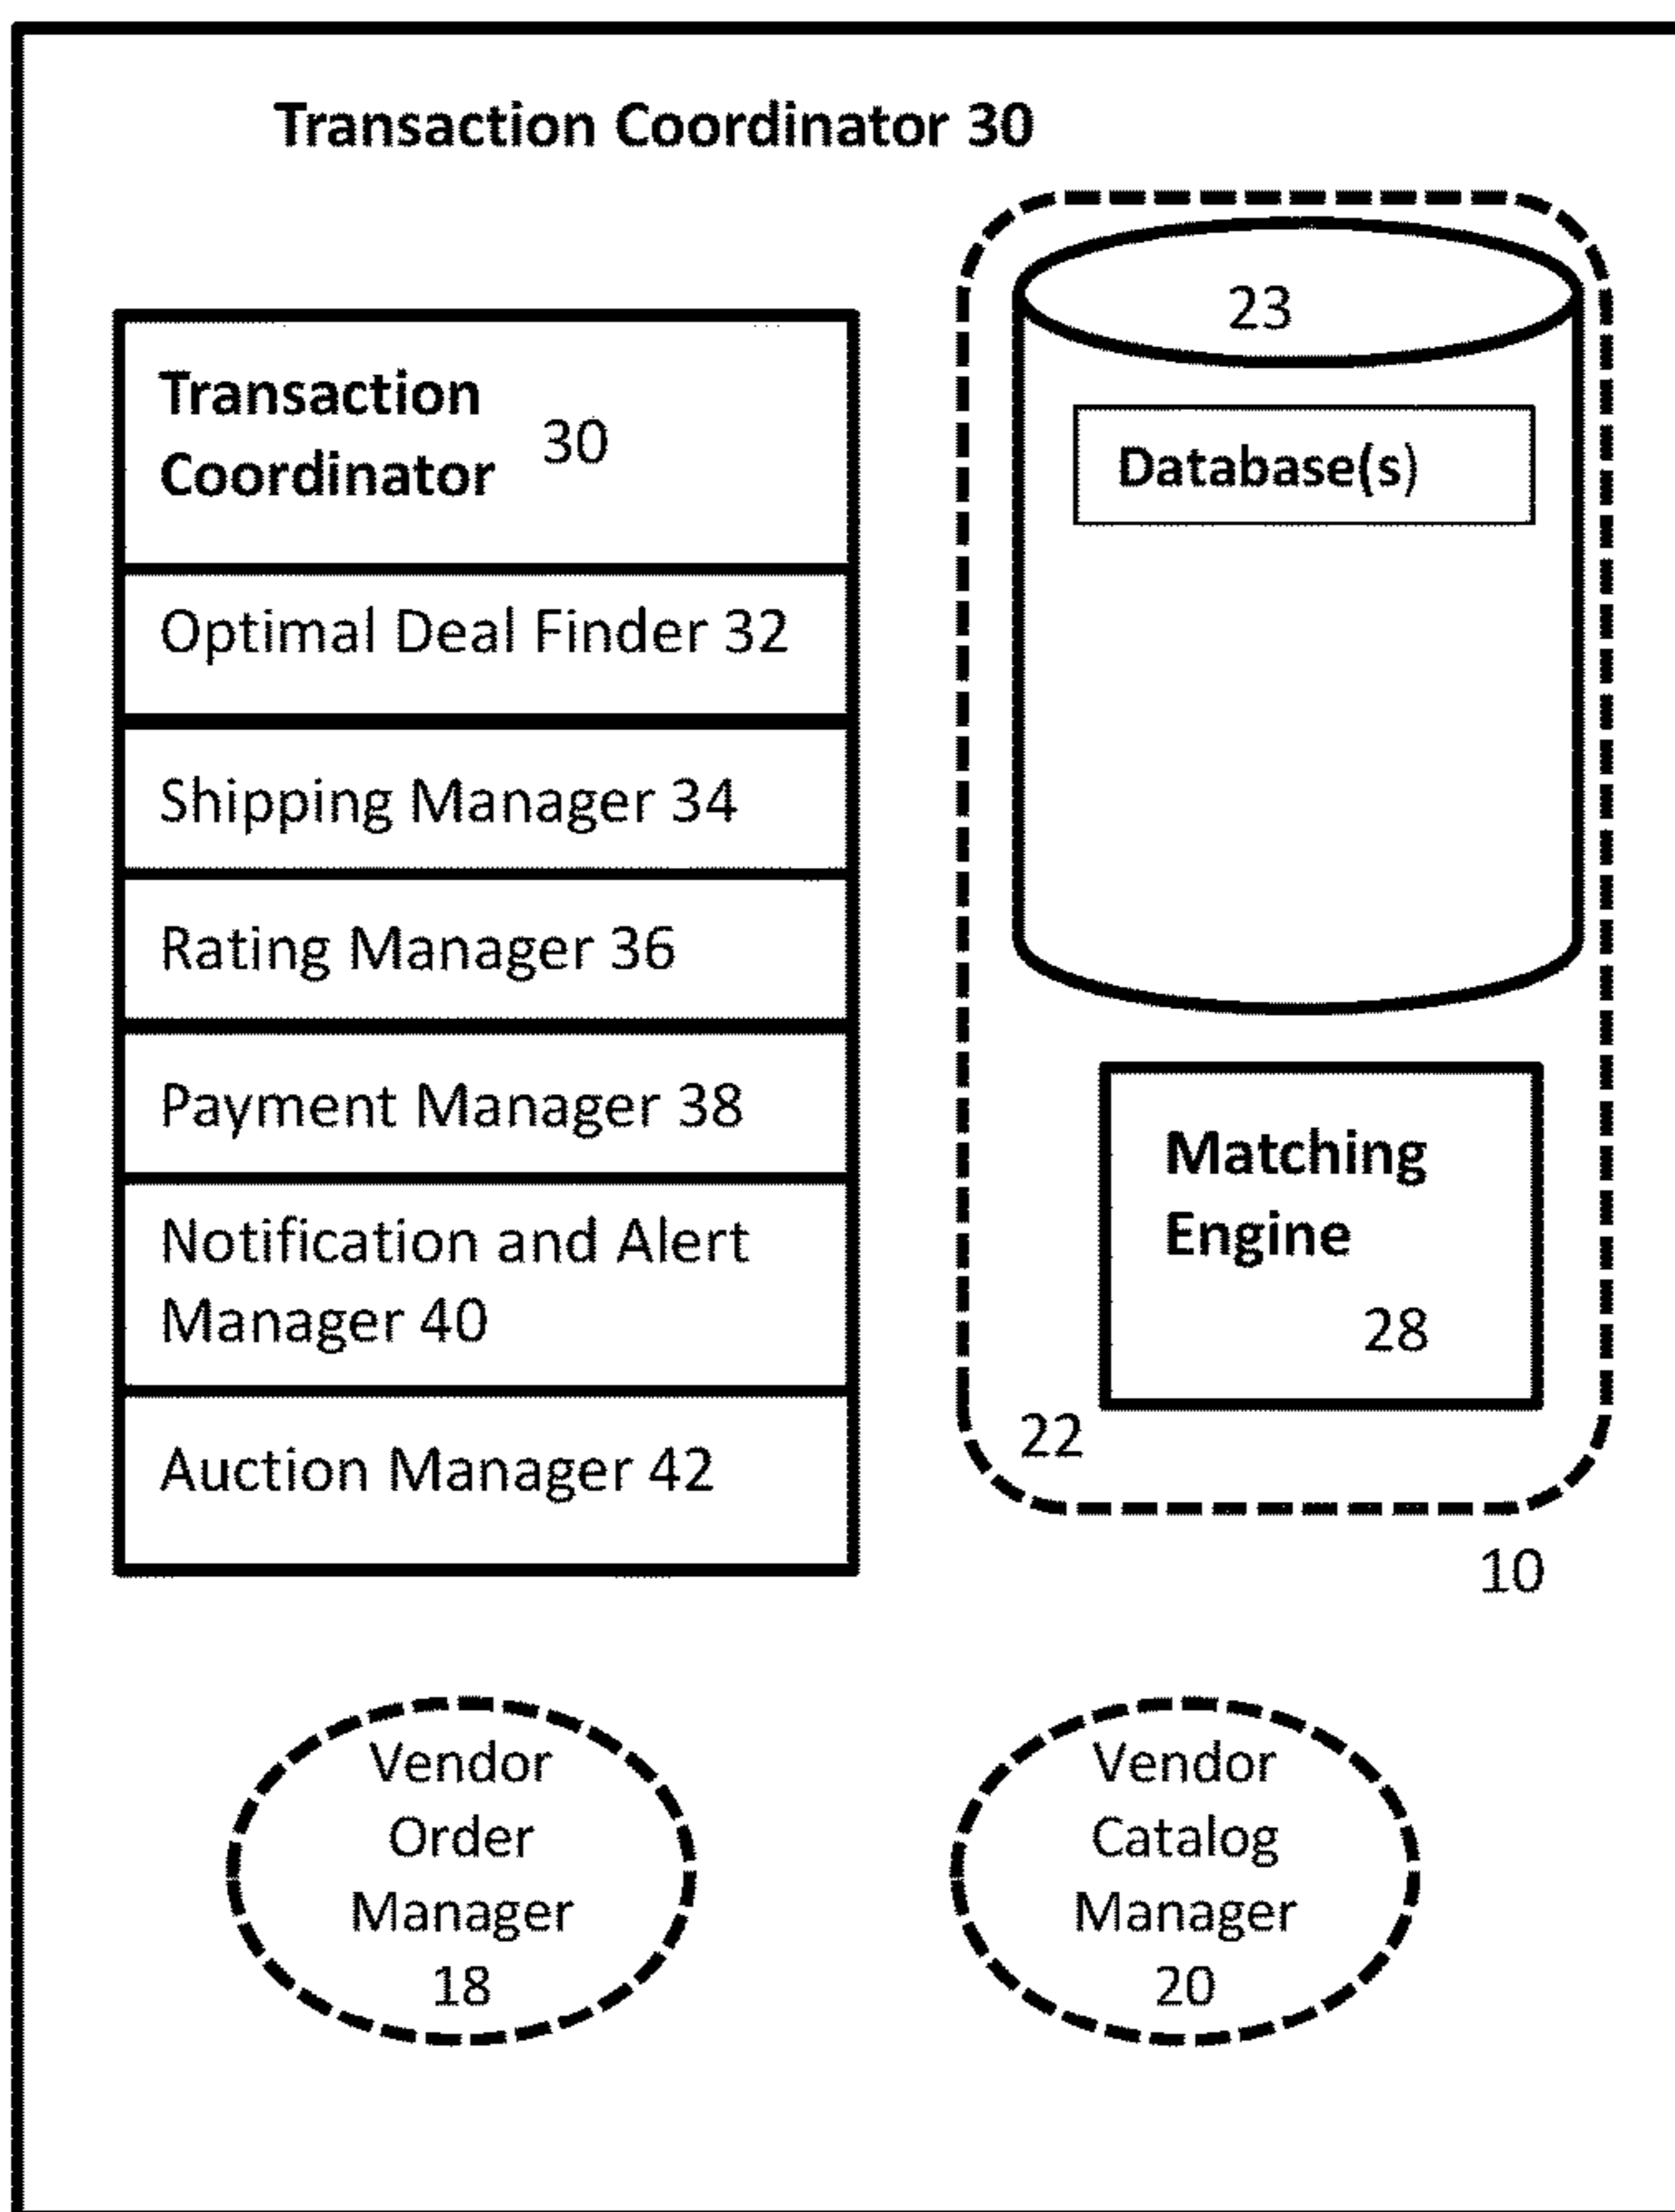 Transaction Coordinator 30
Transaction
Coordinator 30
Optimal Deal Finder 32
Shipping Manager 34
Rating Manager 36
Payment Manager 38
Notification and Alert
Manager 40
Auction Manager 42
23
Database(s)
Matching
Engine
28
22
10
Vendor
Order
Manager
18
Vendor
Catalog
Manager
20